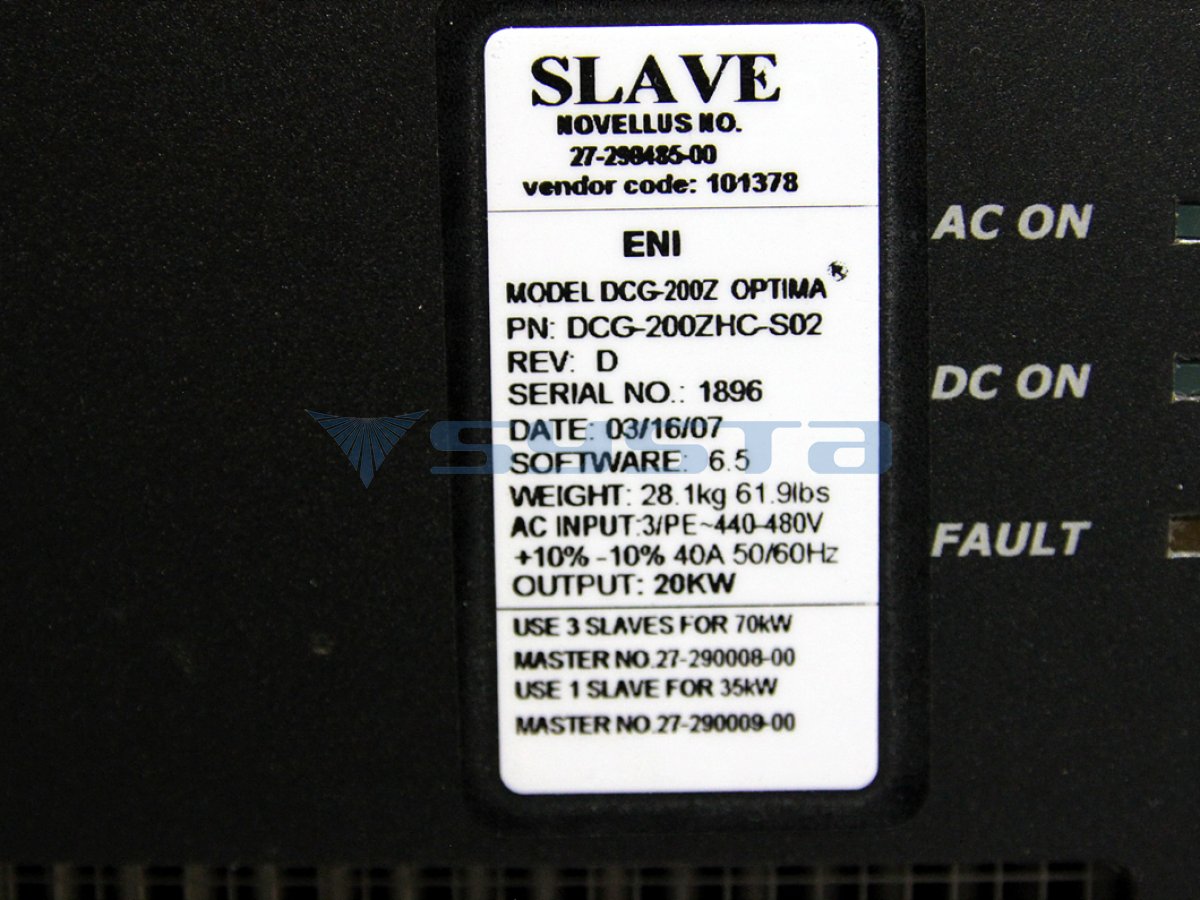 SLAVE
NOVELLUS NO.
27-290485-00
vendor code: 101378
ENI
MODEL DCG-200Z OPTIMA
PN: DCG-200ZHC-S02
REV: D
SERIAL NO.: 1896
DATE: 03/16/07
SOFTWARE: 6.5
WEIGHT: 28.1kg 61.9lbs
AC INPUT:3/PE~440-480V
+10% -10% 40A 50/60Hz
OUTPUT: 20KW
USE 3 SLAVES FOR 70kW
MASTER NO.27-290008-00
USE 1 SLAVE FOR 35kW
MASTER NO.27-290009-00
AC ON
DC ON
FAULT
systa